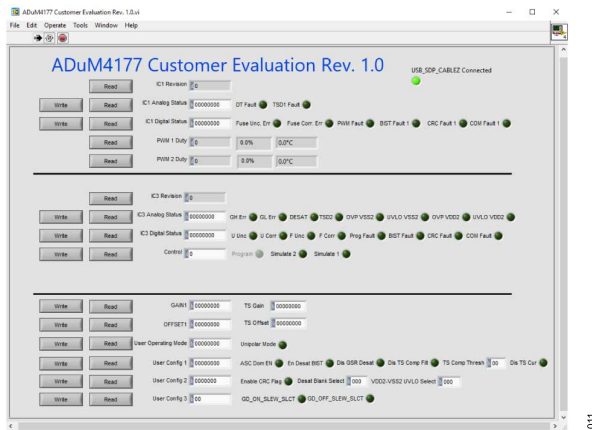 ADuM4177 Customer Evaluation Rev. 1.0.vi
File Edit Operate Tools Window Help
ADuM4177 Customer Evaluation Rev. 1.0
USB_SDP_CABLEZ Connected
Read IC1 Revision 0
Write Read IC1 Analog Status 00000000 DT Fault TSD1 Fault
Write Read IC1 Digital Status 00000000 Fuse Unc. Err Fuse Corr. Err PWM Fault BIST Fault 1 CRC Fault 1 COM Fault 1
Read PWM 1 Duty 0 0.0% 0.0°C
Read PWM 2 Duty 0 0.0% 0.0°C
Read IC3 Revision 0
Write Read IC3 Analog Status 00000000 GH Err GL Err DESAT TSD2 OVP VSS2 UVLO VSS2 OVP VDD2 UVLO VDD2
Write Read IC3 Digital Status 00000000 U Unc U Corr F Unc F Corr Prog Fault BIST Fault CRC Fault COM Fault
Write Read Control 0 Program Simulate 2 Simulate 1
Write Read GAIN1 00000000 TS Gain 00000000
Write Read OFFSET1 00000000 TS Offset 00000000
Write Read User Operating Mode 00000000 Unipolar Mode
Write Read User Config 1 00000000 ASC Dom EN En Desat BIST Dis GSR Desat Dis TS Comp Flt TS Comp Thresh 00 Dis TS Cur
Write Read User Config 2 0000000 Enable CRC Flag Desat Blank Select 000 VDD2-VSS2 UVLO Select 000
Write Read User Config 3 00 GD_ON_SLEW_SLCT GD_OFF_SLEW_SLCT
011